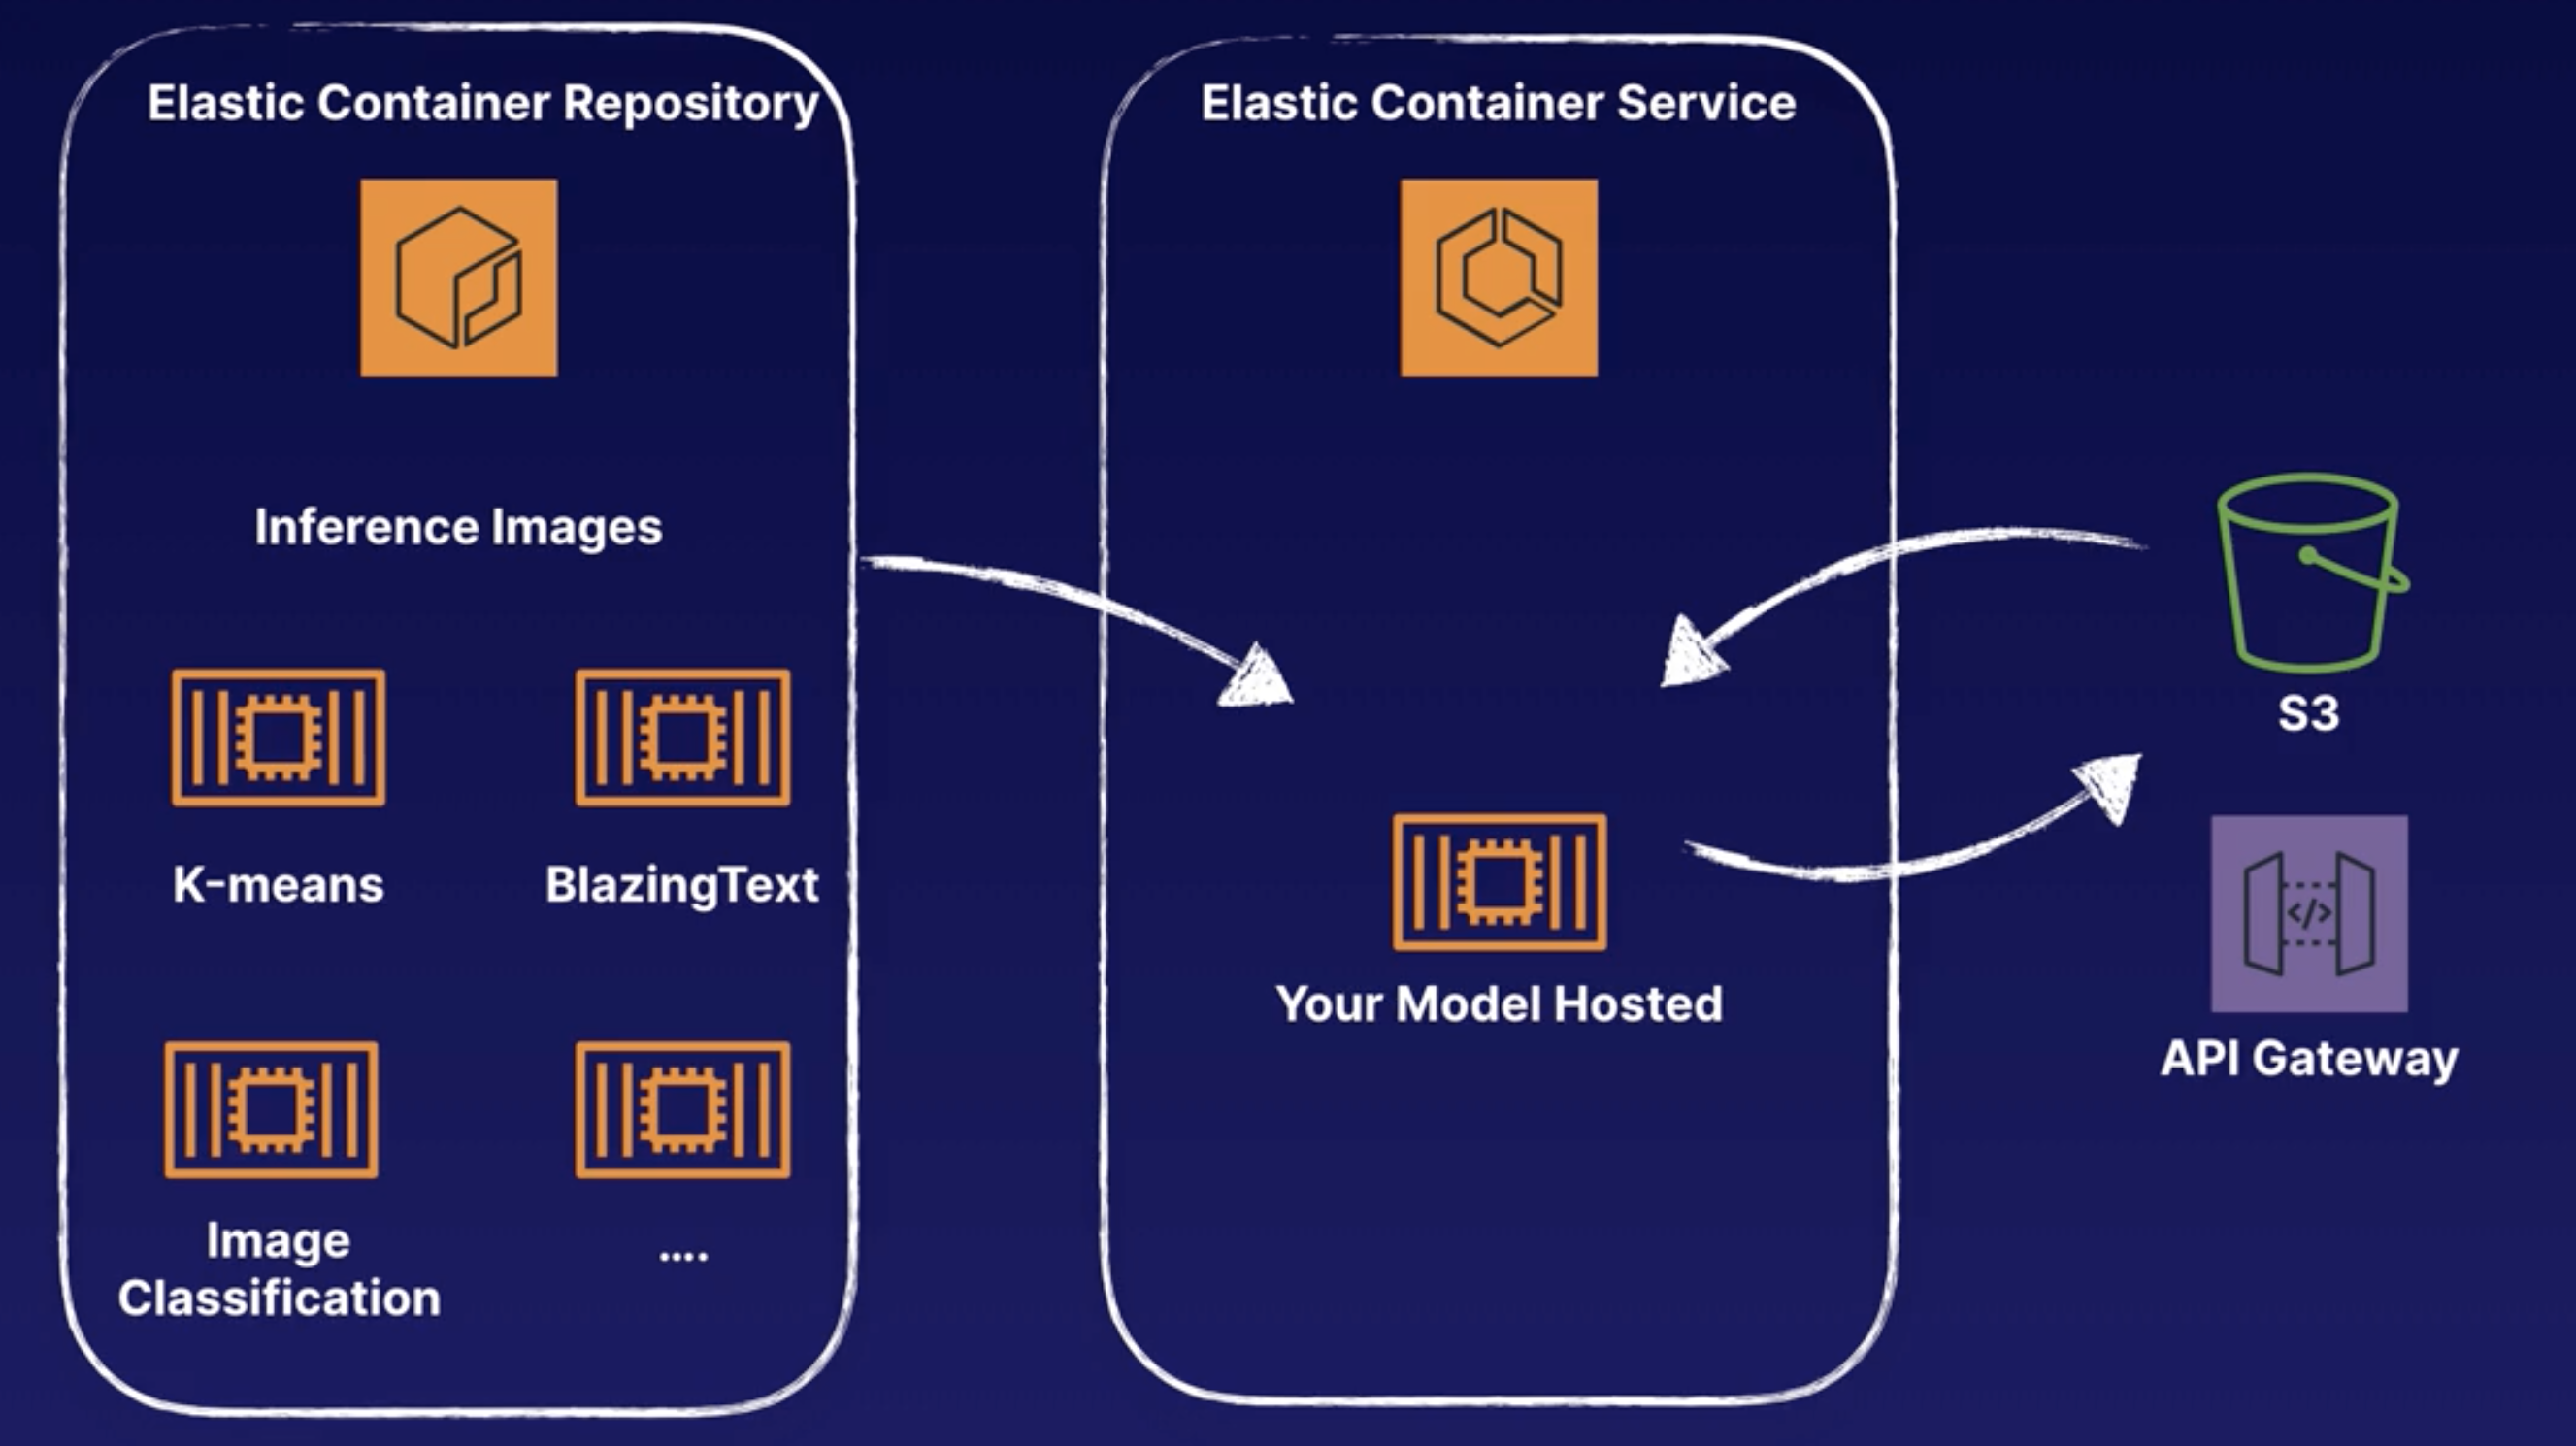 Elastic Container Repository
Elastic Container Service
Inference Images
S3
K-means
BlazingText
Your Model Hosted
</>
API Gateway
Image
Classification
....